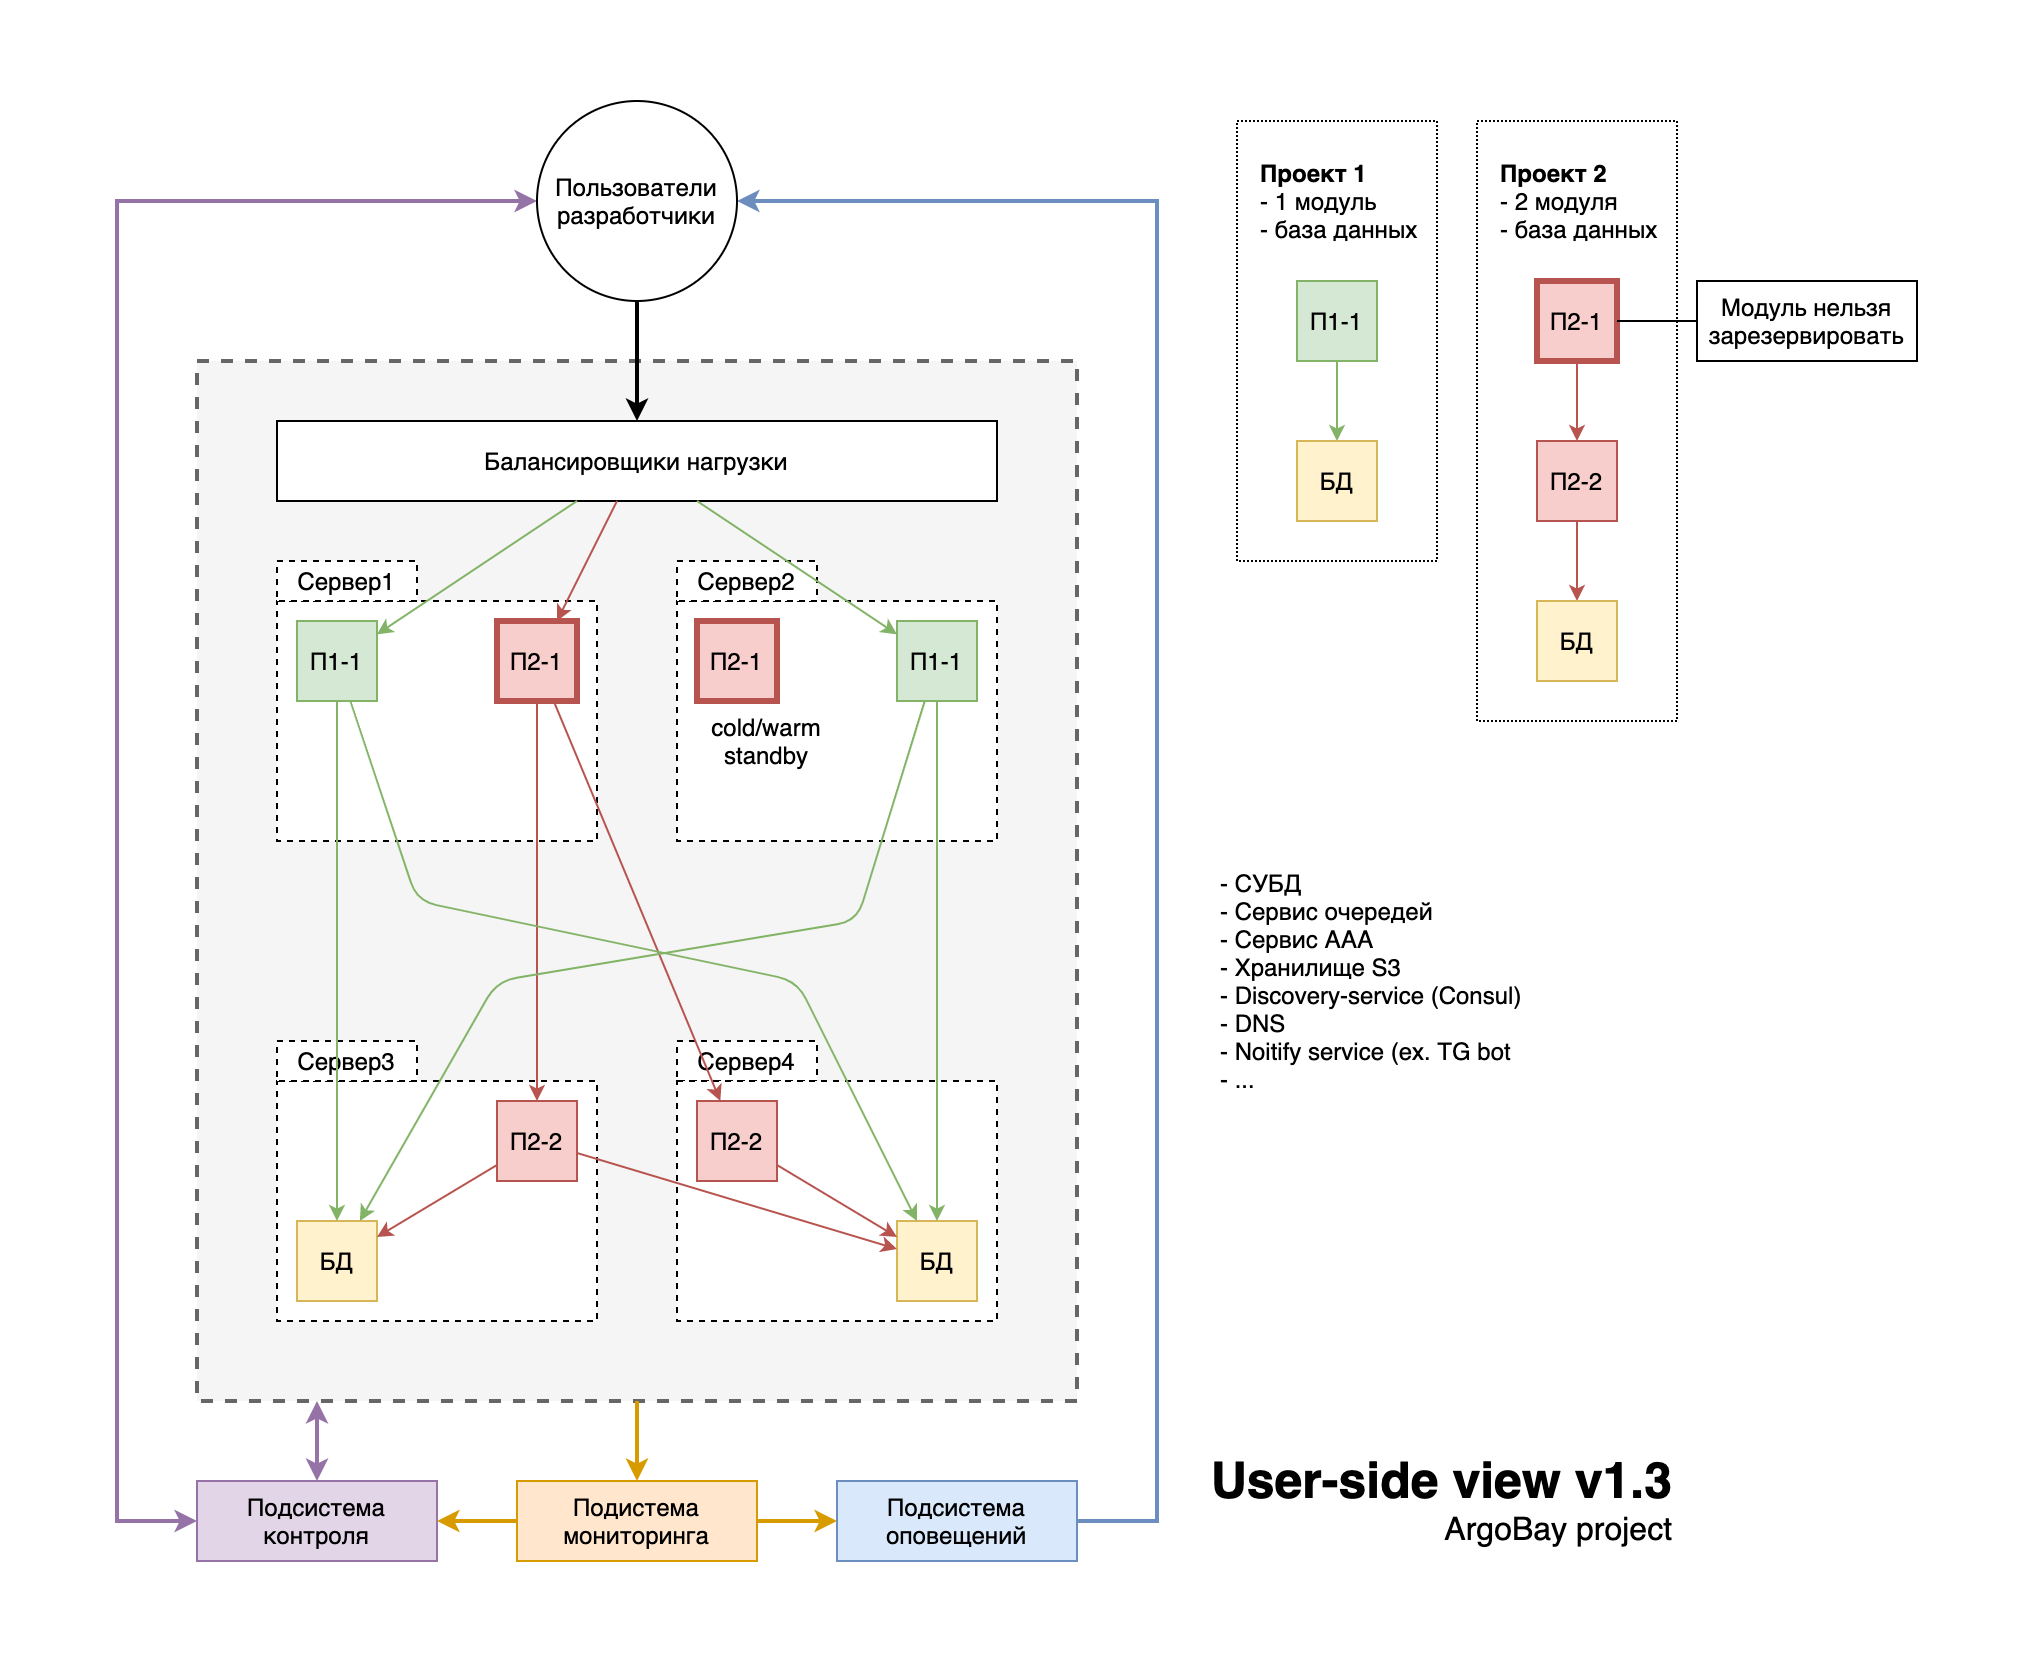 Пользователи
разработчики
Балансировщики нагрузки
Сервер1
П1-1
П2-1
Сервер2
П2-1
П1-1
cold/warm
standby
Сервер3
П2-2
БД
Сервер4
П2-2
БД
Подсистема
контроля
Подистема
мониторинга
Подсистема
оповещений
Проект 1
- 1 модуль
- база данных
П1-1
БД
Проект 2
- 2 модуля
- база данных
П2-1
П2-2
БД
Модуль нельзя
зарезервировать
- СУБД
- Сервис очередей
- Сервис ААА
- Хранилище S3
- Discovery-service (Consul)
- DNS
- Noitify service (ex. TG bot
- ...
User-side view v1.3
ArgoBay project